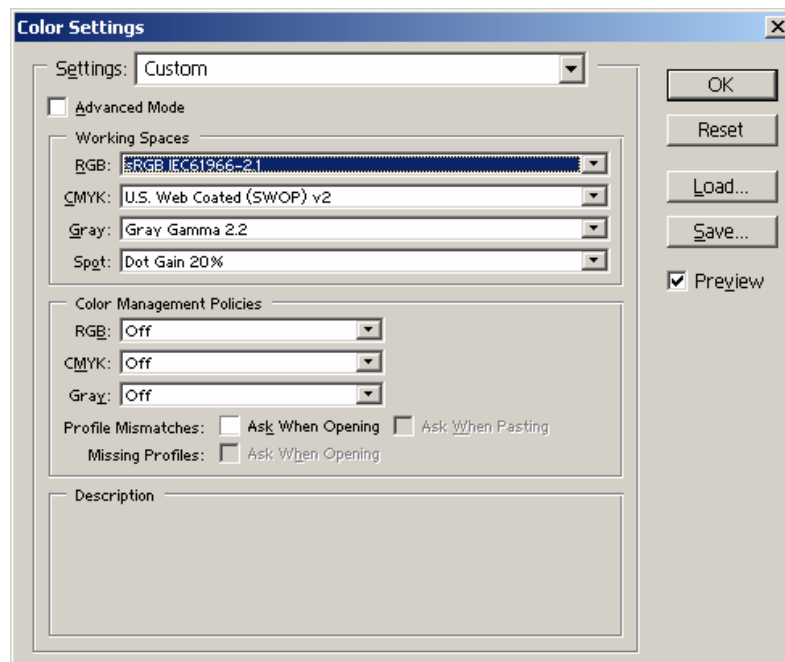 Color Settings
Settings: Custom
OK
Advanced Mode
Reset
Working Spaces
RGB: sRGB IEC61966-2.1
CMYK: U.S. Web Coated (SWOP) v2
Load...
Gray: Gray Gamma 2.2
Save...
Spot: Dot Gain 20%
Preview
Color Management Policies
RGB: Off
CMYK: Off
Gray: Off
Profile Mismatches: Ask When Opening Ask When Pasting
Missing Profiles: Ask When Opening
Description